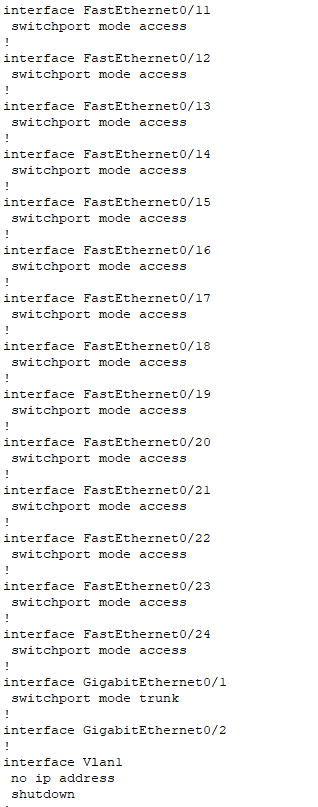 interface FastEthernet0/11
 switchport mode access
!
interface FastEthernet0/12
 switchport mode access
!
interface FastEthernet0/13
 switchport mode access
!
interface FastEthernet0/14
 switchport mode access
!
interface FastEthernet0/15
 switchport mode access
!
interface FastEthernet0/16
 switchport mode access
!
interface FastEthernet0/17
 switchport mode access
!
interface FastEthernet0/18
 switchport mode access
!
interface FastEthernet0/19
 switchport mode access
!
interface FastEthernet0/20
 switchport mode access
!
interface FastEthernet0/21
 switchport mode access
!
interface FastEthernet0/22
 switchport mode access
!
interface FastEthernet0/23
 switchport mode access
!
interface FastEthernet0/24
 switchport mode access
!
interface GigabitEthernet0/1
 switchport mode trunk
!
interface GigabitEthernet0/2
!
interface Vlan1
 no ip address
 shutdown